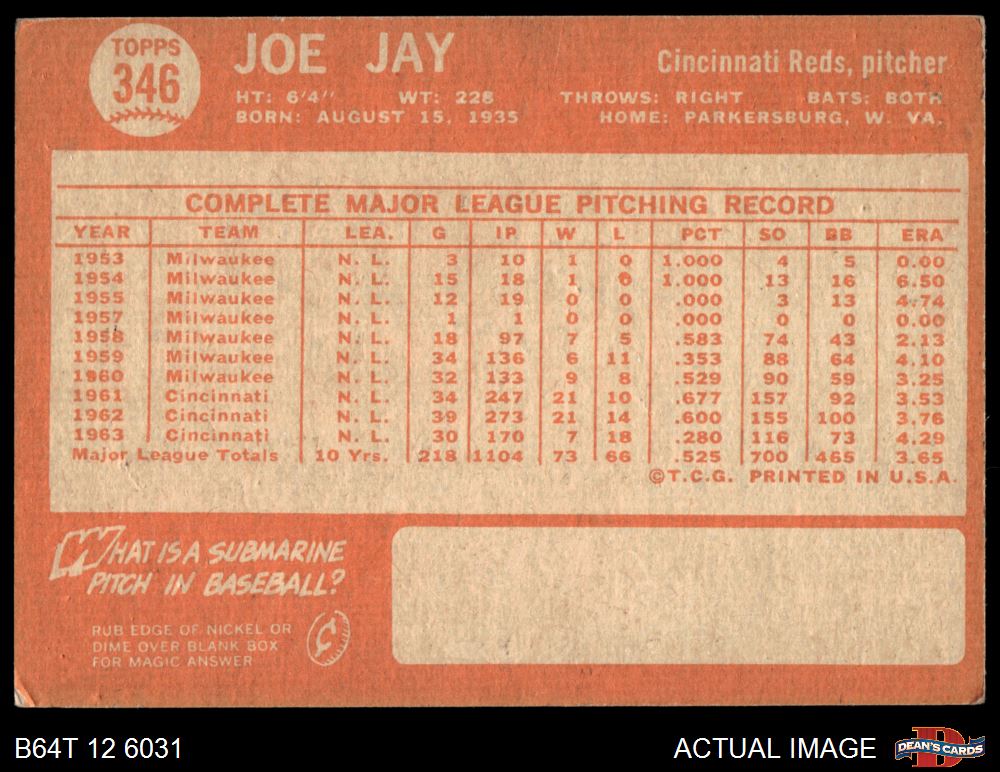 TOPPS
346
JOE JAY
Cincinnati Reds, pitcher
HT: 6'4" WT: 228 THROWS: RIGHT BATS: BOTH
BORN: AUGUST 15, 1935 HOME: PARKERSBURG, W. VA.
COMPLETE MAJOR LEAGUE PITCHING RECORD
YEAR TEAM LEA. G IP W L PCT SO BB ERA
1953 Milwaukee N. L. 3 10 1 0 1.000 4 5 0.00
1954 Milwaukee N. L. 15 18 1 0 1.000 13 16 6.50
1955 Milwaukee N. L. 12 19 0 0 .000 3 13 4.74
1957 Milwaukee N. L. 1 1 0 0 .000 0 0 0.00
1958 Milwaukee N. L. 18 97 7 5 .583 74 43 2.13
1959 Milwaukee N. L. 34 136 6 11 .353 88 64 4.10
1960 Milwaukee N. L. 32 133 9 8 .529 90 59 3.25
1961 Cincinnati N. L. 34 247 21 10 .677 157 92 3.53
1962 Cincinnati N. L. 39 273 21 14 .600 155 100 3.76
1963 Cincinnati N. L. 30 170 7 18 .280 116 73 4.29
Major League Totals 10 Yrs. 218 1104 73 66 .525 700 465 3.65
©T.C.G. PRINTED IN U.S.A.
WHAT IS A SUBMARINE
PITCH IN BASEBALL?
RUB EDGE OF NICKEL OR
DIME OVER BLANK BOX
FOR MAGIC ANSWER
¢
B64T 12 6031
ACTUAL IMAGE
D
DEAN'S CARDS